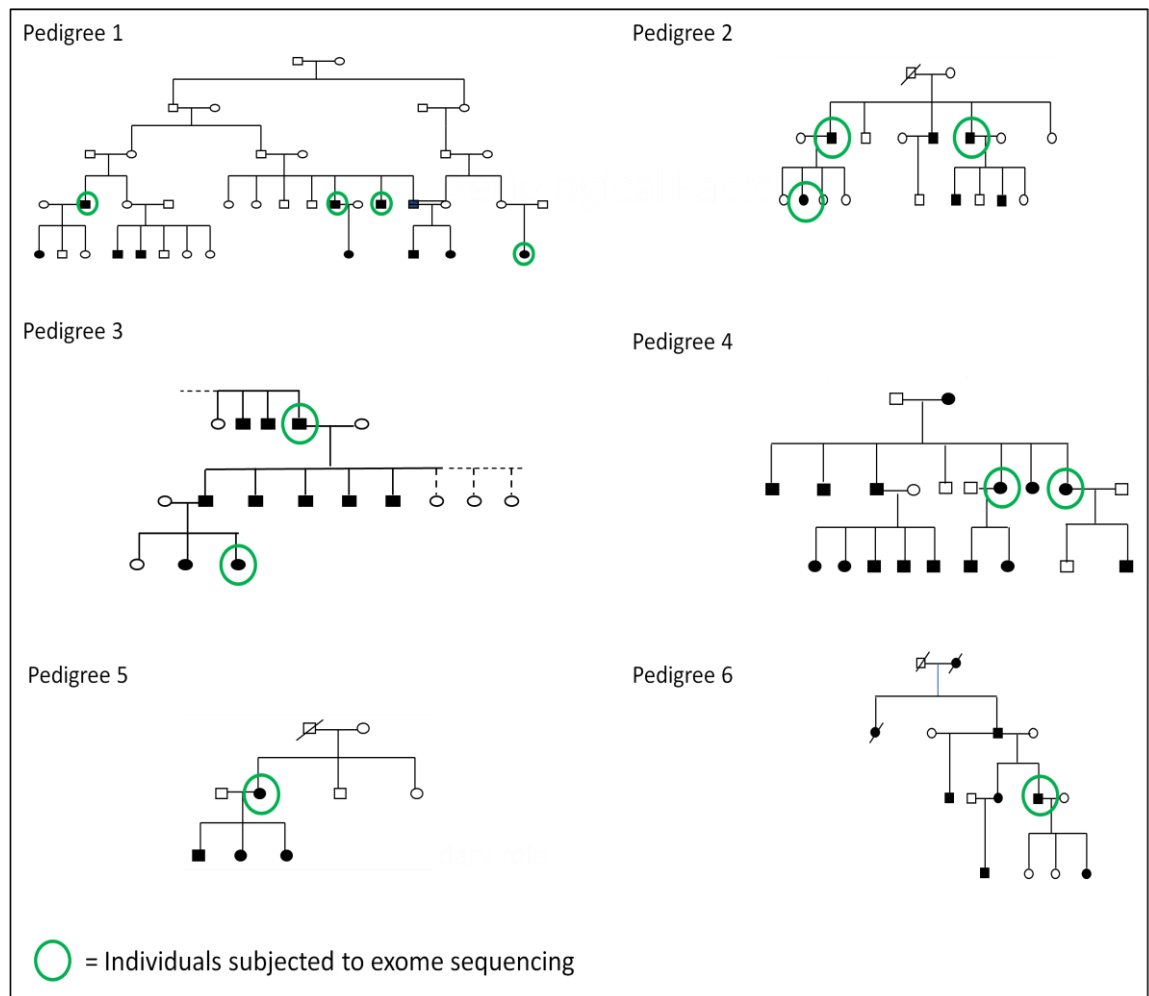 Pedigree 1
Pedigree 2
Pedigree 3
Pedigree 4
Pedigree 5
Pedigree 6
= Individuals subjected to exome sequencing